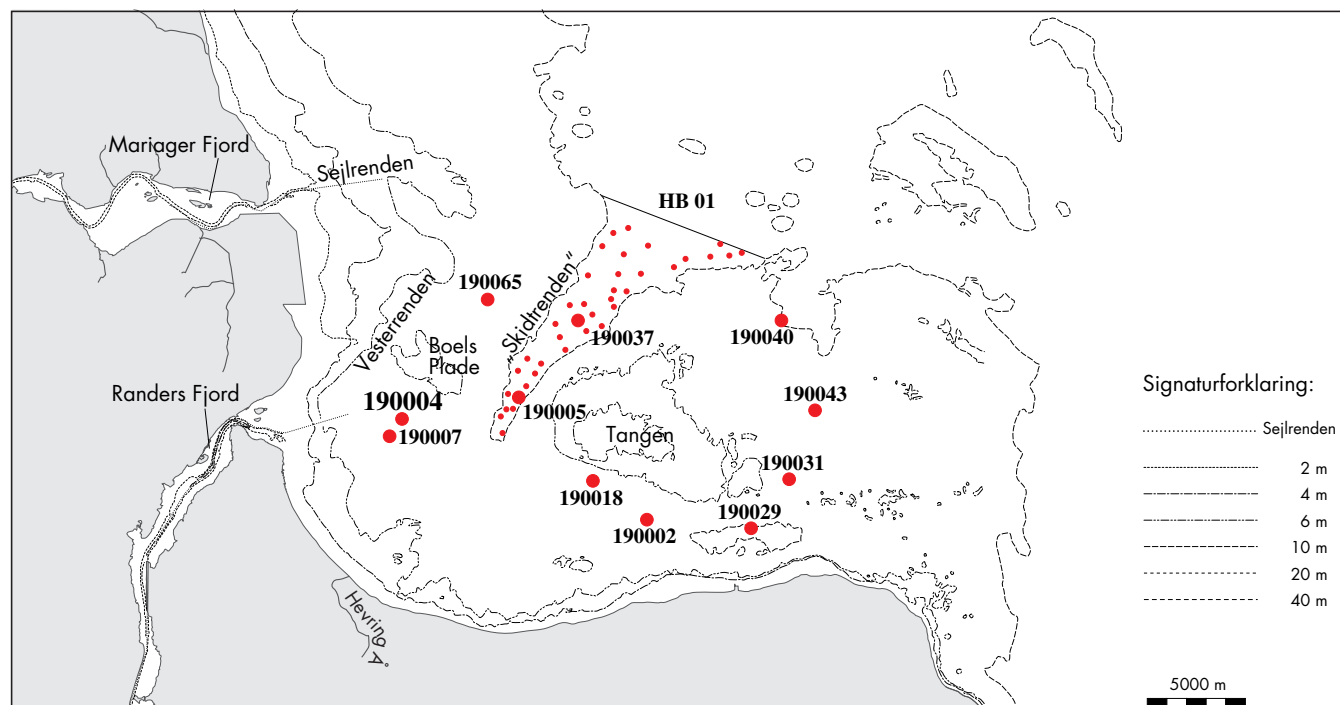 Mariager Fjord
Sejlrenden
HB 01
190065
„Skidtrenden“
Vesterrenden
190037
190040
Boels
Plade
Randers Fjord
190004
190005
190043
190007
Tangen
190031
190018
190029
190002
Hevring Å
Signaturforklaring:
Sejlrenden
2 m
4 m
6 m
10 m
20 m
40 m
5000 m